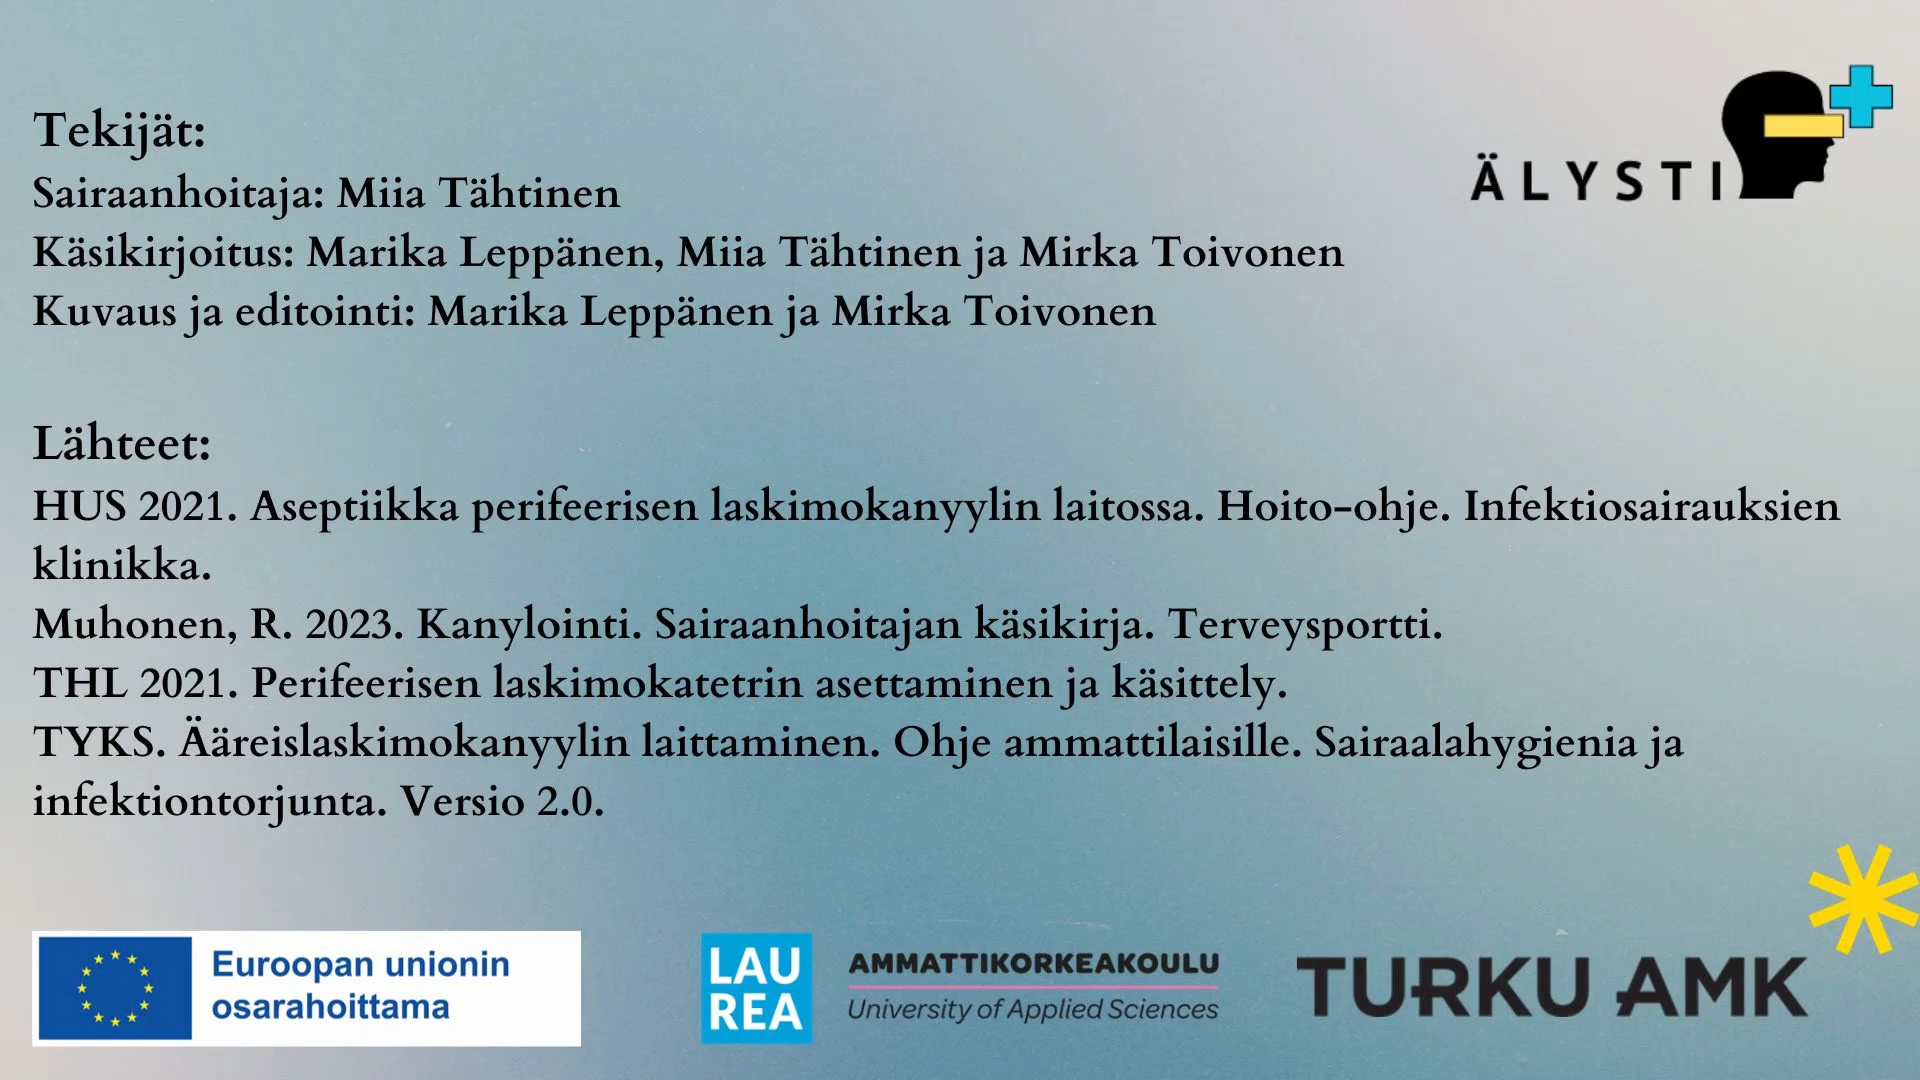 Tekijät:
Sairaanhoitaja: Miia Tähtinen
Käsikirjoitus: Marika Leppänen, Miia Tähtinen ja Mirka Toivonen
Kuvaus ja editointi: Marika Leppänen ja Mirka Toivonen
ÄLYSTI
Lähteet:
HUS 2021. Aseptiikka perifeerisen laskimokanyylin laitossa. Hoito-ohje. Infektiosairauksien
klinikka.
Muhonen, R. 2023. Kanylointi. Sairaanhoitajan käsikirja. Terveysportti.
THL 2021. Perifeerisen laskimokatetrin asettaminen ja käsittely.
TYKS. Ääreislaskimokanyylin laittaminen. Ohje ammattilaisille. Sairaalahygienia ja
infektiontorjunta. Versio 2.0.
Euroopan unionin
osarahoittama
LAU
REA
AMMATTIKORKEAKOULU
University of Applied Sciences
TURKU AMK